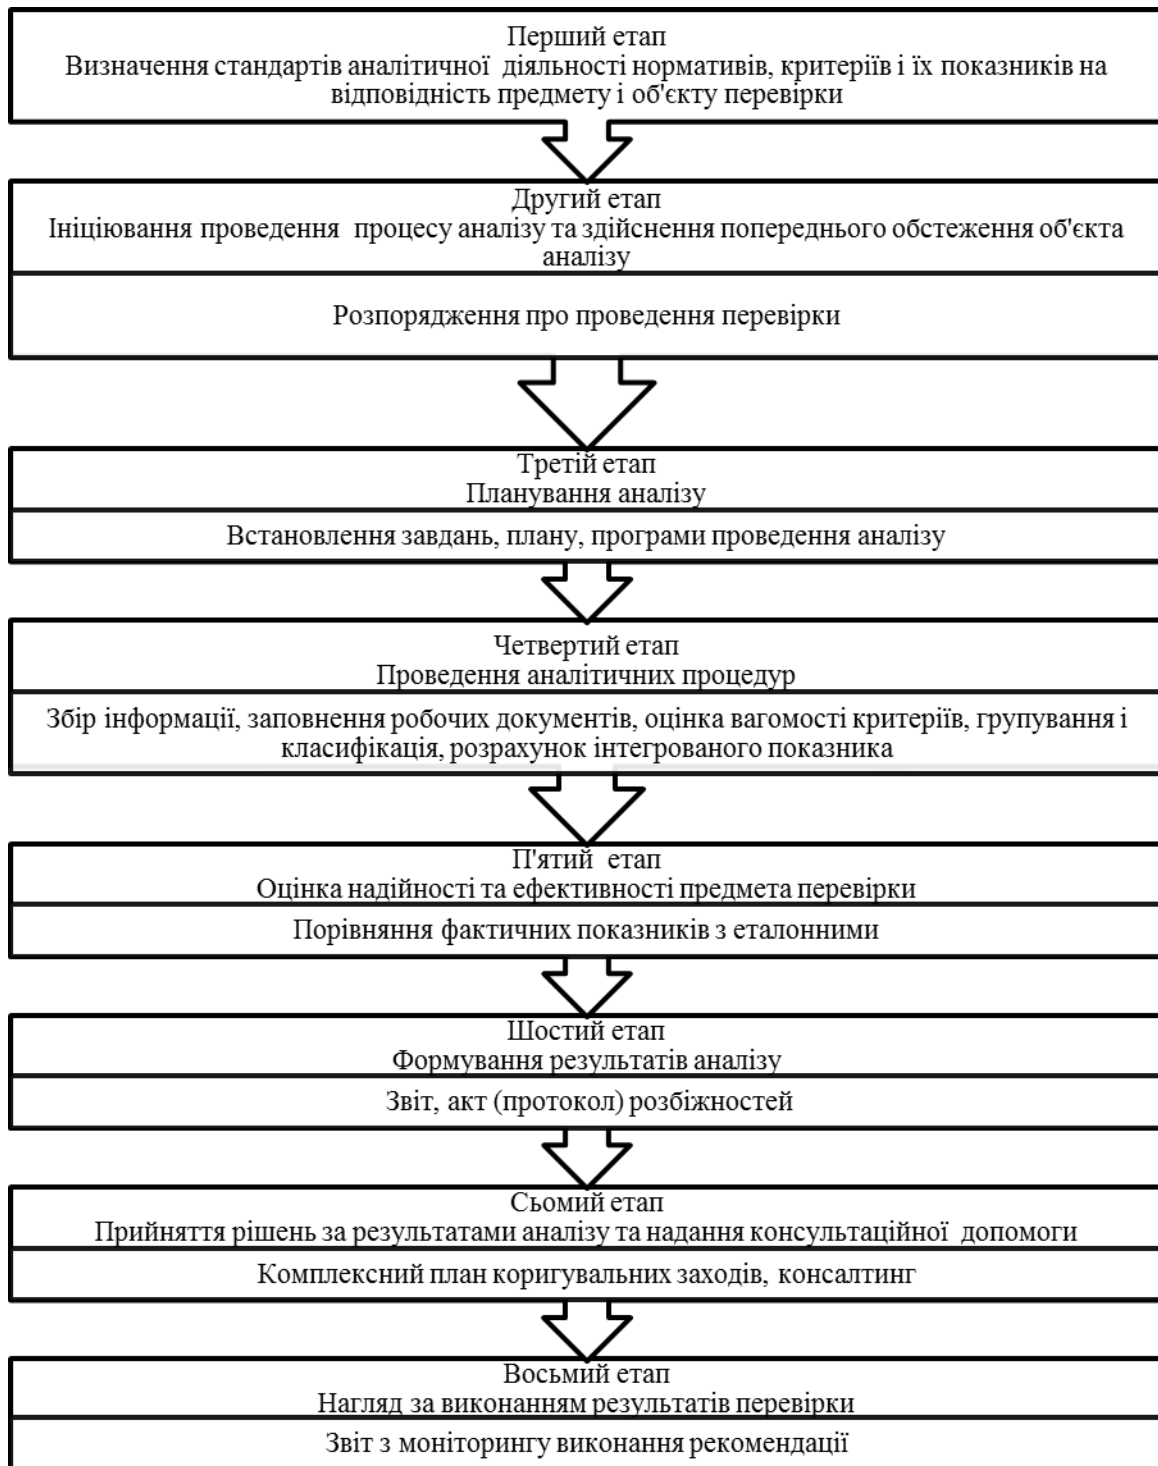 Перший етап
Визначення стандартів аналітичної діяльності нормативів, критеріїв і їх показників на
відповідність предмету і об'єкту перевірки
Другий етап
Ініціювання проведення процесу аналізу та здійснення попереднього обстеження об'єкта
аналізу
Розпорядження про проведення перевірки
Третій етап
Планування аналізу
Встановлення завдань, плану, програми проведення аналізу
Четвертий етап
Проведення аналітичних процедур
Збір інформації, заповнення робочих документів, оцінка вагомості критеріїв, групування і
класифікація, розрахунок інтегрованого показника
П'ятий етап
Оцінка надійності та ефективності предмета перевірки
Порівняння фактичних показників з еталонними
Шостий етап
Формування результатів аналізу
Звіт, акт (протокол) розбіжностей
Сьомий етап
Прийняття рішень за результатами аналізу та надання консультаційної допомоги
Комплексний план коригувальних заходів, консалтинг
Восьмий етап
Нагляд за виконанням результатів перевірки
Звіт з моніторингу виконання рекомендації